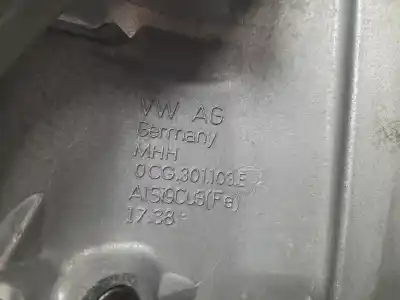 VW AG
Germany
MHH
0CG.301.103.E
AlSi9Cu3(Fe)
17.38